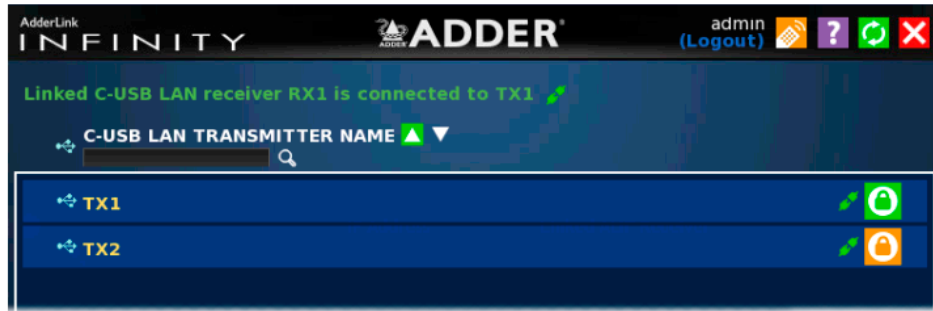 AdderLink
INFINITY
ADDER
ADDER
admin
(Logout)
?
Linked C-USB LAN receiver RX1 is connected to TX1
C-USB LAN TRANSMITTER NAME
TX1
TX2